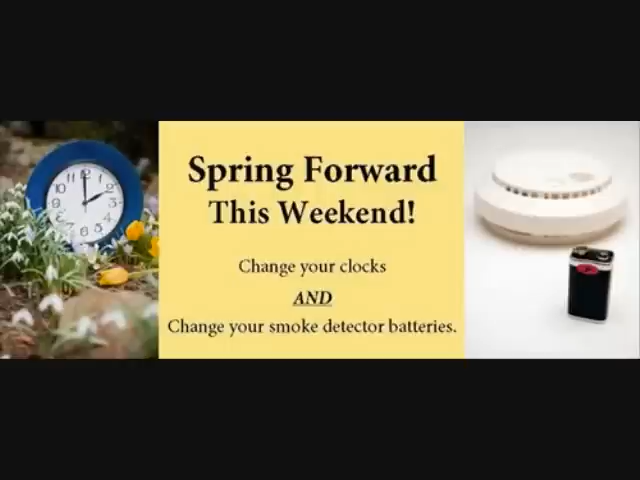 Spring Forward
This Weekend!
Change your clocks
AND
Change your smoke detector batteries.